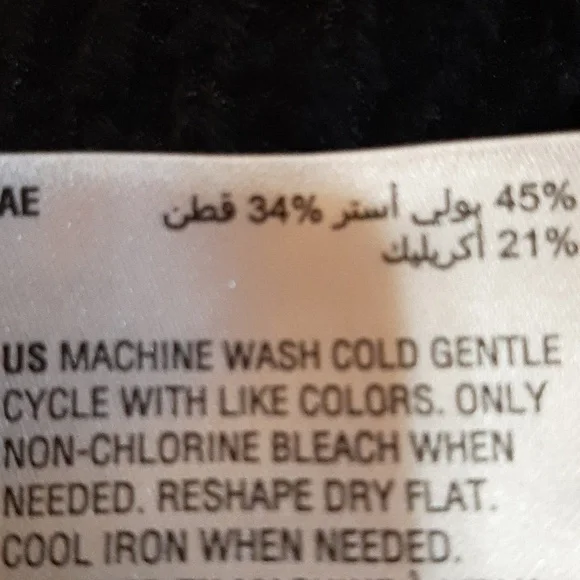 AE 45% بولي أستر 34% قطن
21% أكريليك
US MACHINE WASH COLD GENTLE
CYCLE WITH LIKE COLORS. ONLY
NON-CHLORINE BLEACH WHEN
NEEDED. RESHAPE DRY FLAT.
COOL IRON WHEN NEEDED.